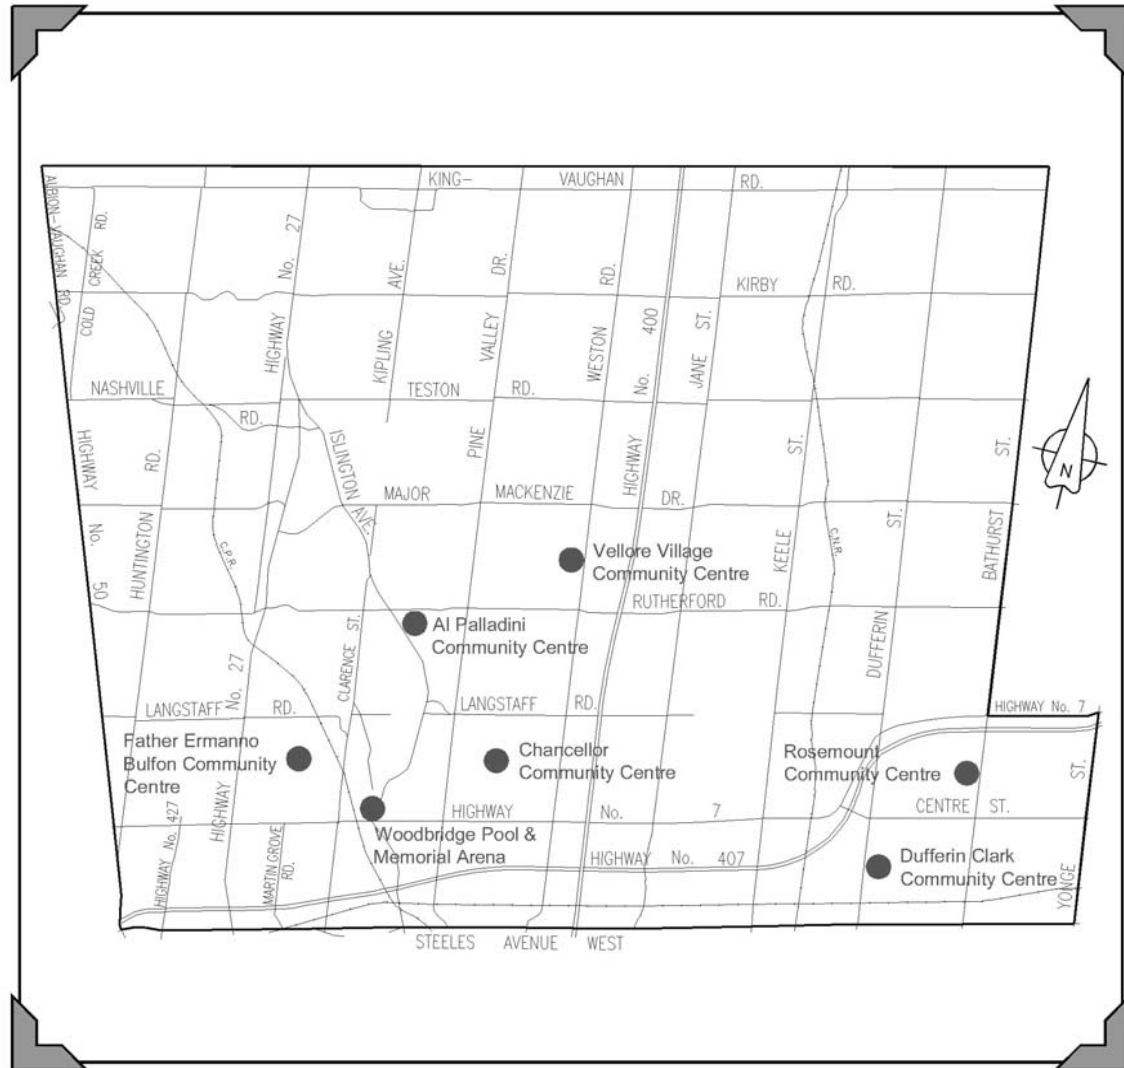 KING– VAUGHAN RD.
ALBION–VAUGHAN RD.
COLD CREEK RD.
HIGHWAY No. 27
KIPLING AVE.
PINE VALLEY DR.
WESTON RD.
HIGHWAY No. 400
JANE ST.
KIRBY RD.
NASHVILLE RD.
TESTON RD.
HIGHWAY No. 50
HUNTINGTON RD.
ISLINGTON AVE.
MAJOR MACKENZIE DR.
KEELE ST.
C.N.R.
DUFFERIN ST.
BATHURST ST.
N
C.P.R.
Vellore Village
Community Centre
RUTHERFORD RD.
Al Palladini
Community Centre
CLARENCE ST.
HIGHWAY No. 27
LANGSTAFF RD.
LANGSTAFF RD.
HIGHWAY No. 7
Father Ermanno
Bulfon Community
Centre
Chancellor
Community Centre
Rosemount
Community Centre
HIGHWAY No. 7
CENTRE ST.
Woodbridge Pool &
Memorial Arena
HIGHWAY No. 427
MARTIN GROVE
RD.
HIGHWAY No. 407
Dufferin Clark
Community Centre
YONGE ST.
STEELES AVENUE WEST